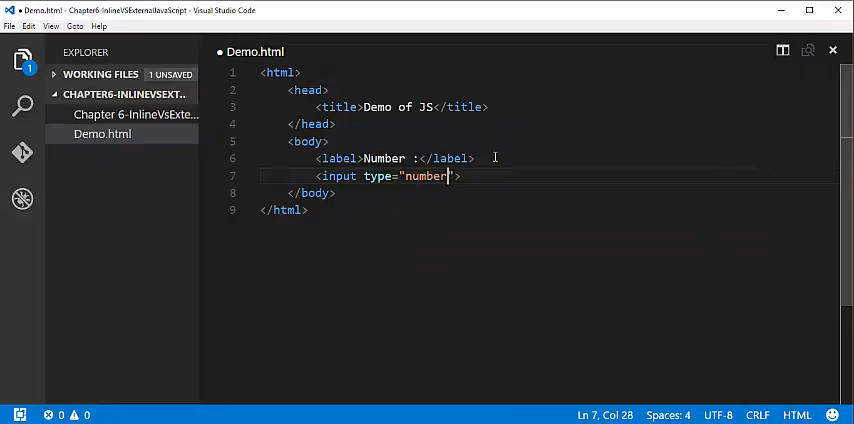 ● Demo.html - Chapter6-InlineVSExternalJavaScript - Visual Studio Code
File Edit View Goto Help
EXPLORER
WORKING FILES 1 UNSAVED
CHAPTER6-INLINEVSEXT...
Chapter 6-InlineVsExte...
Demo.html
1
● Demo.html
1 <html>
2 <head>
3 <title>Demo of JS</title>
4 </head>
5 <body>
6 <label>Number :</label>
7 <input type="number">
8 </body>
9 </html>
0 0 Ln 7, Col 28 Spaces: 4 UTF-8 CRLF HTML